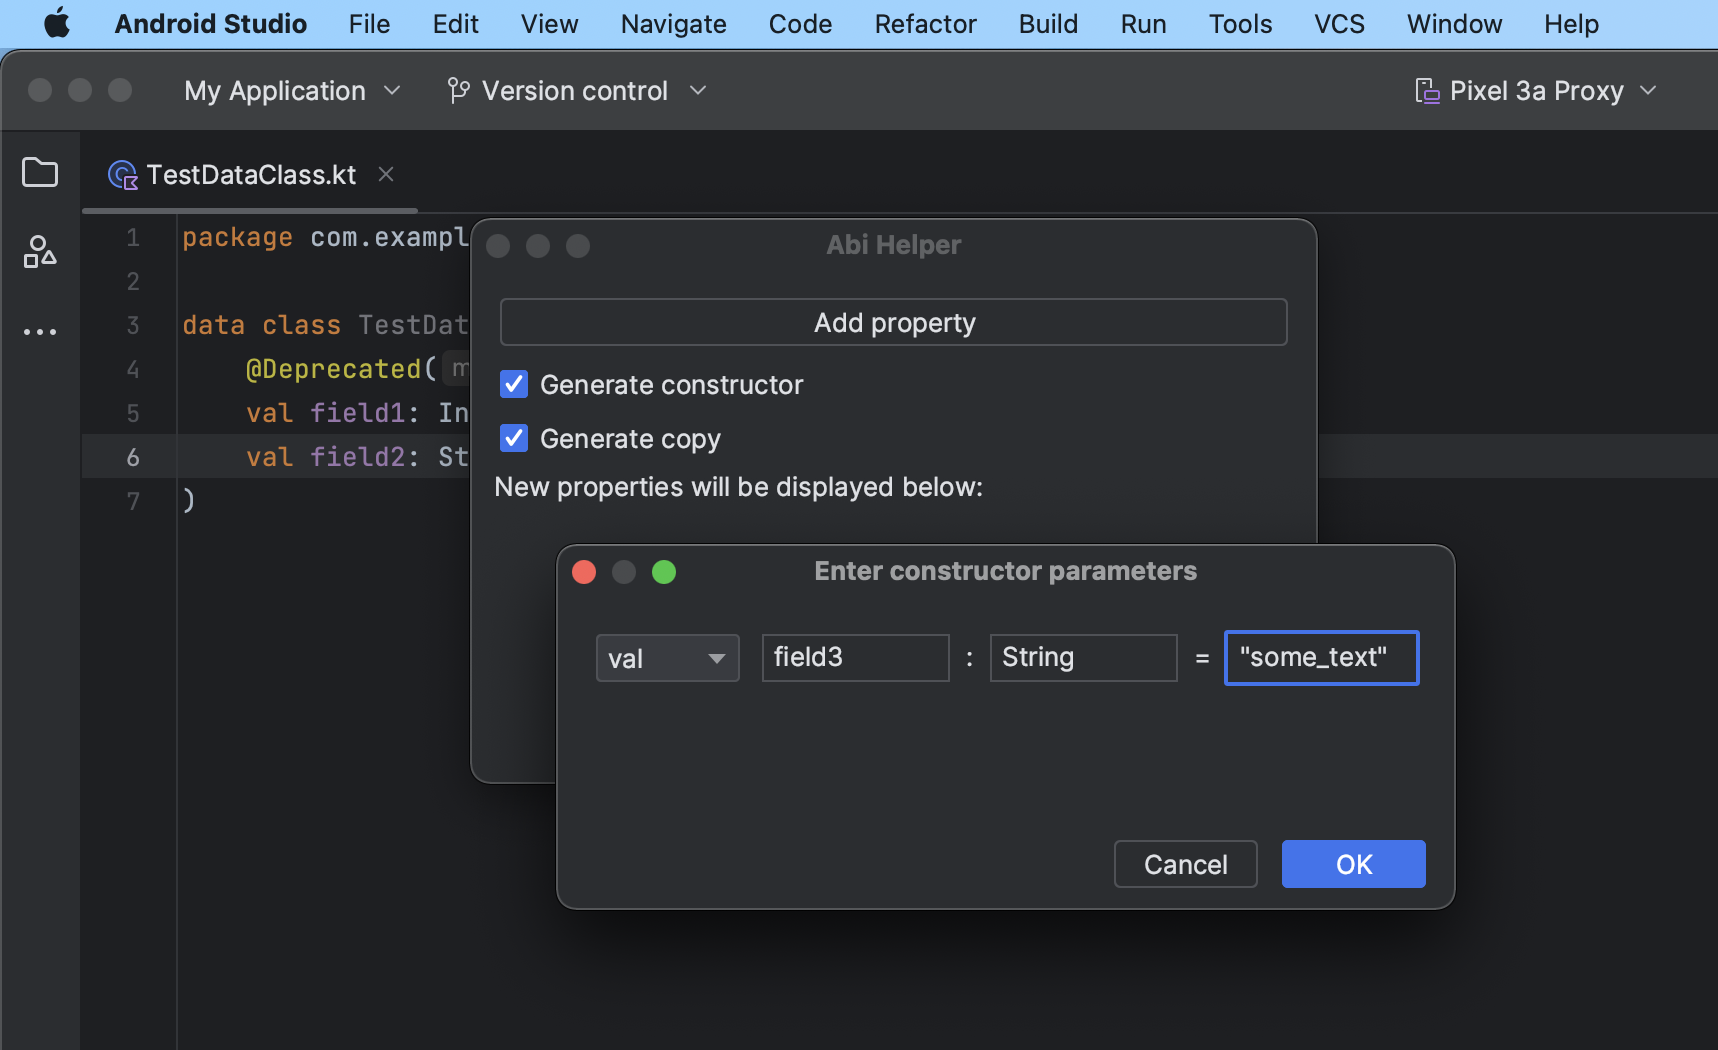 Android Studio File Edit View Navigate Code Refactor Build Run Tools VCS Window Help
My Application Version control Pixel 3a Proxy
TestDataClass.kt
1 package com.exampl
2
3 data class TestDat
4 @Deprecated( m
5 val field1: In
6 val field2: St
7 )
Abi Helper
Add property
Generate constructor
Generate copy
New properties will be displayed below:
Enter constructor parameters
val field3 : String = "some_text"
Cancel OK